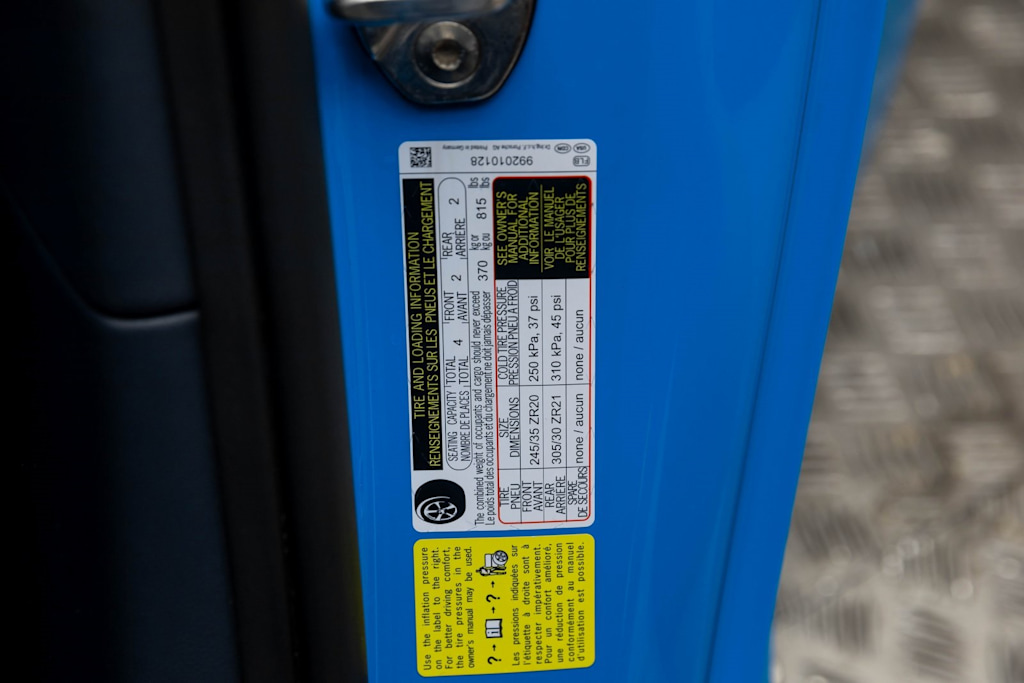 TIRE AND LOADING INFORMATION
RENSEIGNEMENTS SUR LES PNEUS ET LE CHARGEMENT
SEATING CAPACITY TOTAL 4 FRONT 2 REAR 2
NOMBRE DE PLACES TOTAL AVANT ARRIÈRE
The combined weight of occupants and cargo should never exceed 370 kg or 815 lbs
Le poids total des occupants et du chargement ne doit jamais dépasser kg ou lbs
TIRE SIZE COLD TIRE PRESSURE
PNEU DIMENSIONS PRESSION PNEU À FROID
FRONT
AVANT 245/35 ZR20 250 kPa, 37 psi
REAR
ARRIERE 305/30 ZR21 310 kPa, 45 psi
SPARE
DE SECOURS none / aucun none / aucun
SEE OWNER'S
MANUAL FOR
ADDITIONAL
INFORMATION
VOIR LE MANUEL
DE L'USAGER
POUR PLUS DE
RENSEIGNEMENTS
FLB USA CDN
992010128
Dr.Ing.h.c.F. Porsche AG Printed in Germany
Use the inflation pressure
on the label to the right.
For better driving comfort,
the tire pressures in the
owner's manual may be used.
? → → ? →
Les pressions indiquées sur
l'étiquette à droite sont à
respecter impérativement.
Pour un confort amélioré,
une réduction de pression
conformément au manuel
d'utilisation est possible.